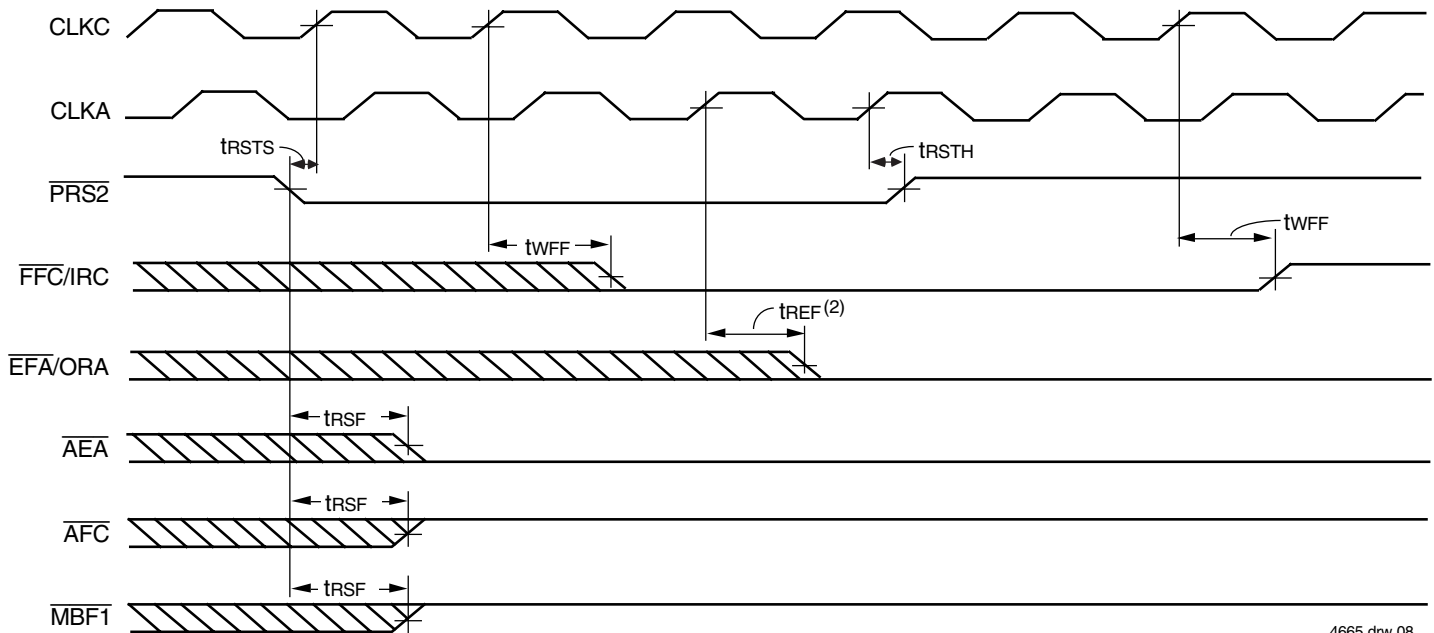 CLKC
CLKA
tRSTS
tRSTH
PRS2
tWFF
tWFF
FFC/IRC
tREF(2)
EFA/ORA
tRSF
AEA
tRSF
AFC
tRSF
MBF1
4665 drw 08